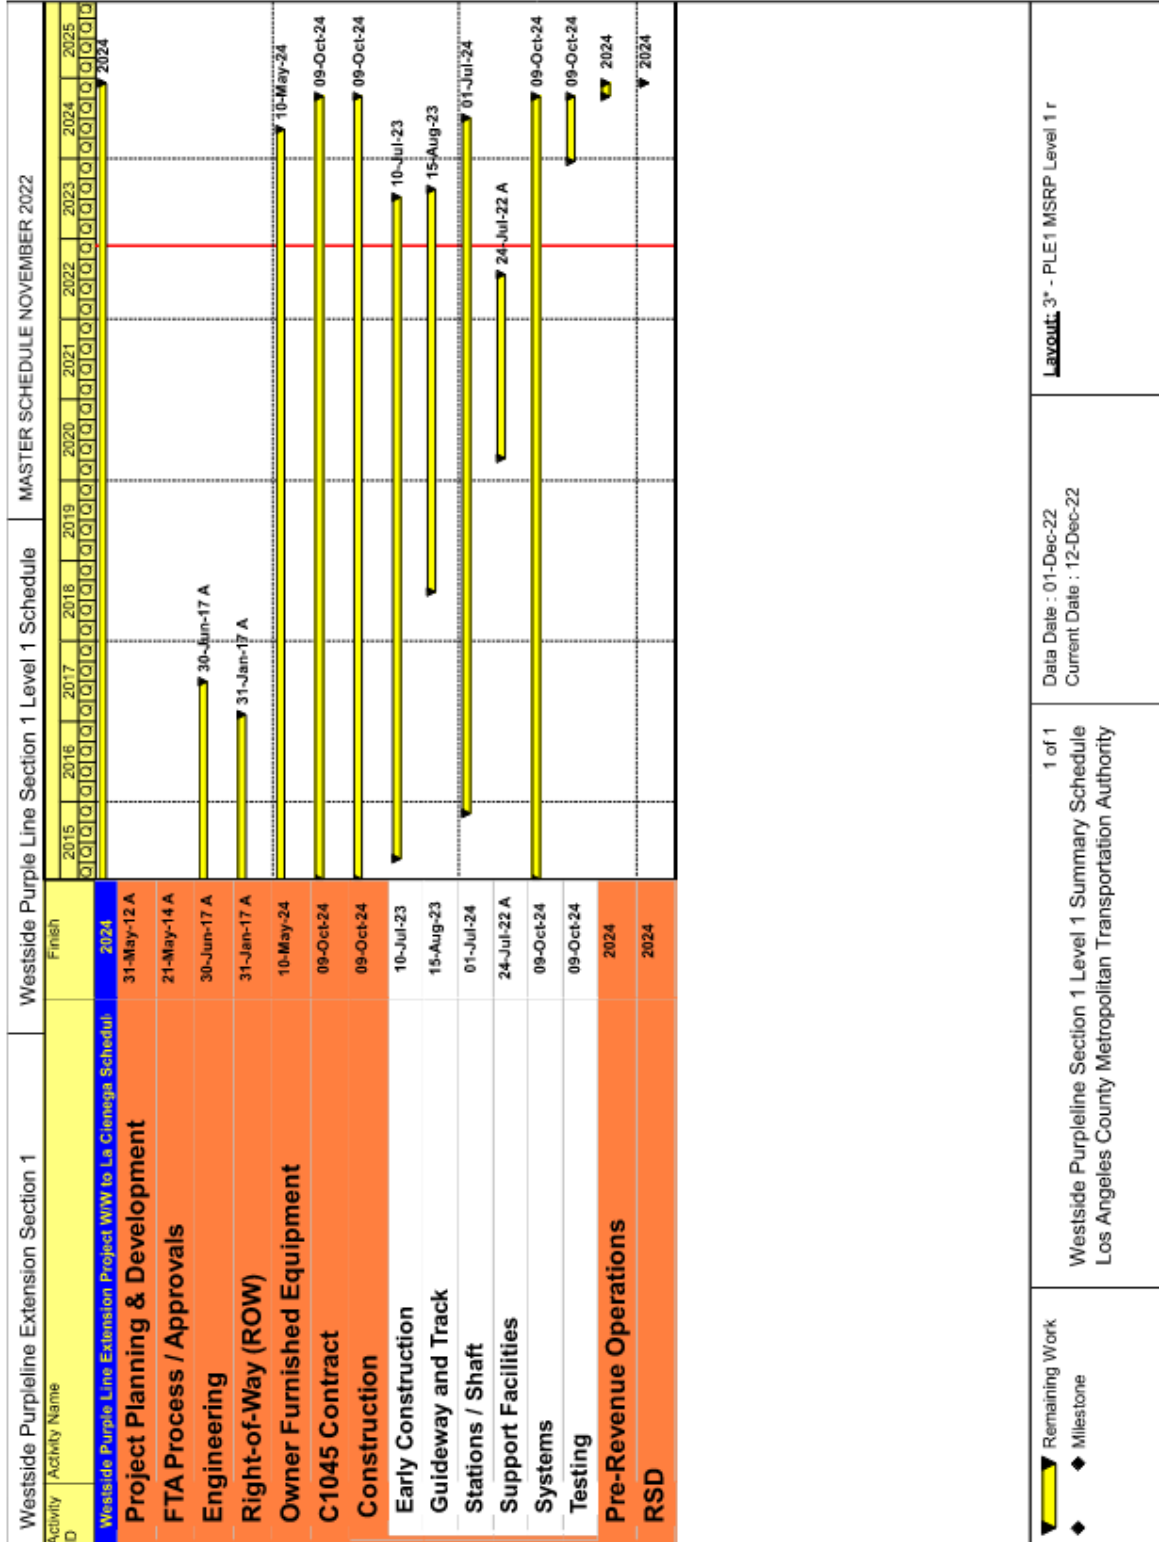 Westside Purpleline Extension Section 1
Westside Purple Line Section 1 Level 1 Schedule
MASTER SCHEDULE NOVEMBER 2022
Activity Name
Finish
2015 2016 2017 2018 2019 2020 2021 2022 2023 2024 2025
Q Q Q Q Q Q Q Q Q Q Q Q Q Q Q Q Q Q Q Q Q Q Q Q Q Q Q Q Q Q Q Q Q Q Q Q Q Q Q Q Q Q Q Q
Westside Purple Line Extension Project W/W to La Cienega Schedul 2024 2024
Project Planning & Development 31-May-12 A
FTA Process / Approvals 21-May-14 A
Engineering 30-Jun-17 A 30-Jun-17 A
Right-of-Way (ROW) 31-Jan-17 A 31-Jan-17 A
Owner Furnished Equipment 10-May-24 10-May-24
C1045 Contract 09-Oct-24 09-Oct-24
Construction 09-Oct-24 09-Oct-24
Early Construction 10-Jul-23 10-Jul-23
Guideway and Track 15-Aug-23 15-Aug-23
Stations / Shaft 01-Jul-24 01-Jul-24
Support Facilities 24-Jul-22 A 24-Jul-22 A
Systems 09-Oct-24 09-Oct-24
Testing 09-Oct-24 09-Oct-24
Pre-Revenue Operations 2024 2024
RSD 2024 2024
Remaining Work
Milestone
1 of 1
Westside Purpleline Section 1 Level 1 Summary Schedule
Los Angeles County Metropolitan Transportation Authority
Data Date : 01-Dec-22
Current Date : 12-Dec-22
Layout: 3* - PLE1 MSRP Level 1 r